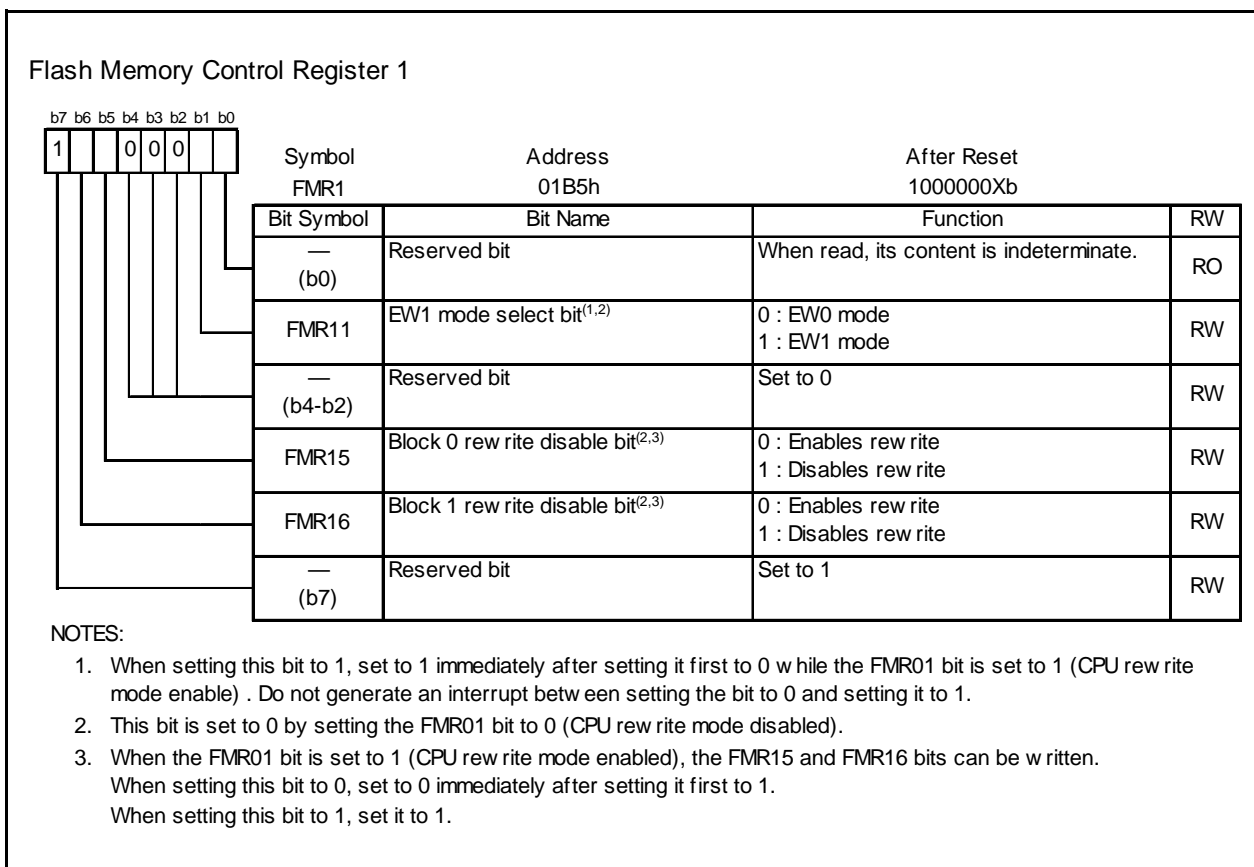 Flash Memory Control Register 1
b7 b6 b5 b4 b3 b2 b1 b0
1 0 0 0
Symbol Address After Reset
FMR1 01B5h 1000000Xb
Bit Symbol Bit Name Function RW
— (b0) Reserved bit When read, its content is indeterminate. RO
FMR11 EW1 mode select bit(1,2) 0 : EW0 mode
1 : EW1 mode RW
— (b4-b2) Reserved bit Set to 0 RW
FMR15 Block 0 rew rite disable bit(2,3) 0 : Enables rew rite
1 : Disables rew rite RW
FMR16 Block 1 rew rite disable bit(2,3) 0 : Enables rew rite
1 : Disables rew rite RW
— (b7) Reserved bit Set to 1 RW
NOTES:
1. When setting this bit to 1, set to 1 immediately after setting it first to 0 w hile the FMR01 bit is set to 1 (CPU rew rite
mode enable) . Do not generate an interrupt betw een setting the bit to 0 and setting it to 1.
2. This bit is set to 0 by setting the FMR01 bit to 0 (CPU rew rite mode disabled).
3. When the FMR01 bit is set to 1 (CPU rew rite mode enabled), the FMR15 and FMR16 bits can be w ritten.
When setting this bit to 0, set to 0 immediately after setting it first to 1.
When setting this bit to 1, set it to 1.